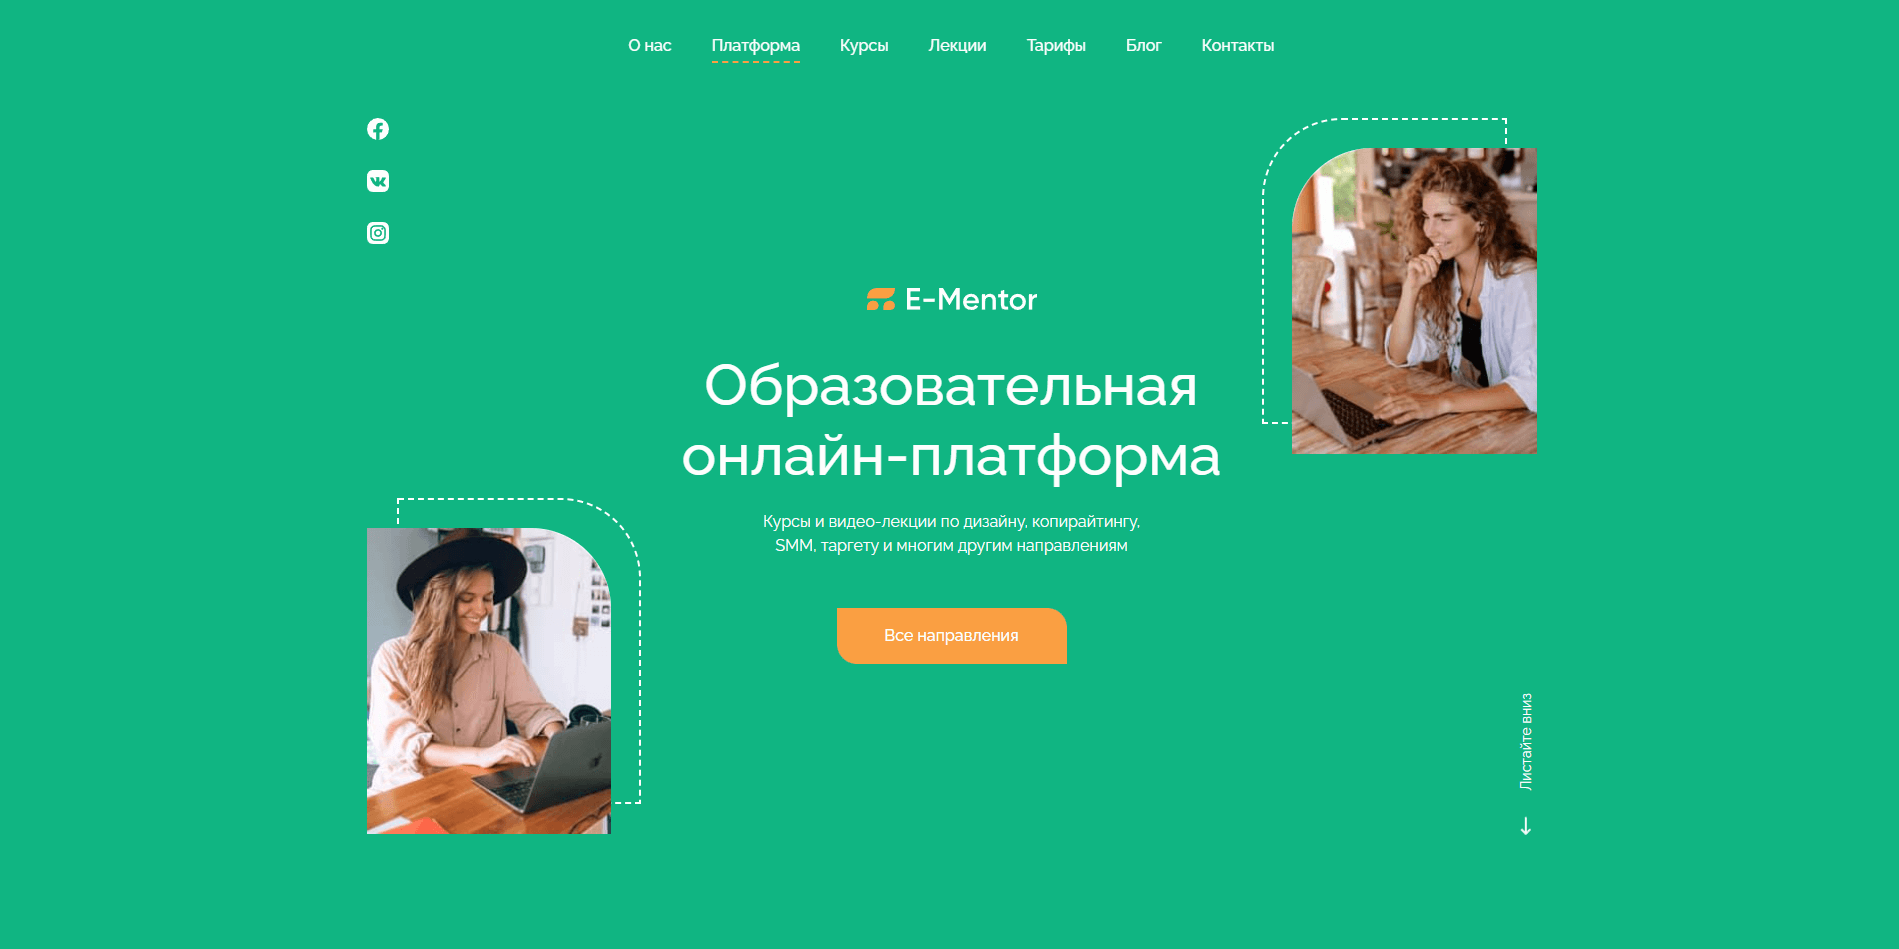 О нас Платформа Курсы Лекции Тарифы Блог Контакты
E-Mentor
Образовательная
онлайн-платформа
Курсы и видео-лекции по дизайну, копирайтингу,
SMM, таргету и многим другим направлениям
Все направления
Листайте вниз